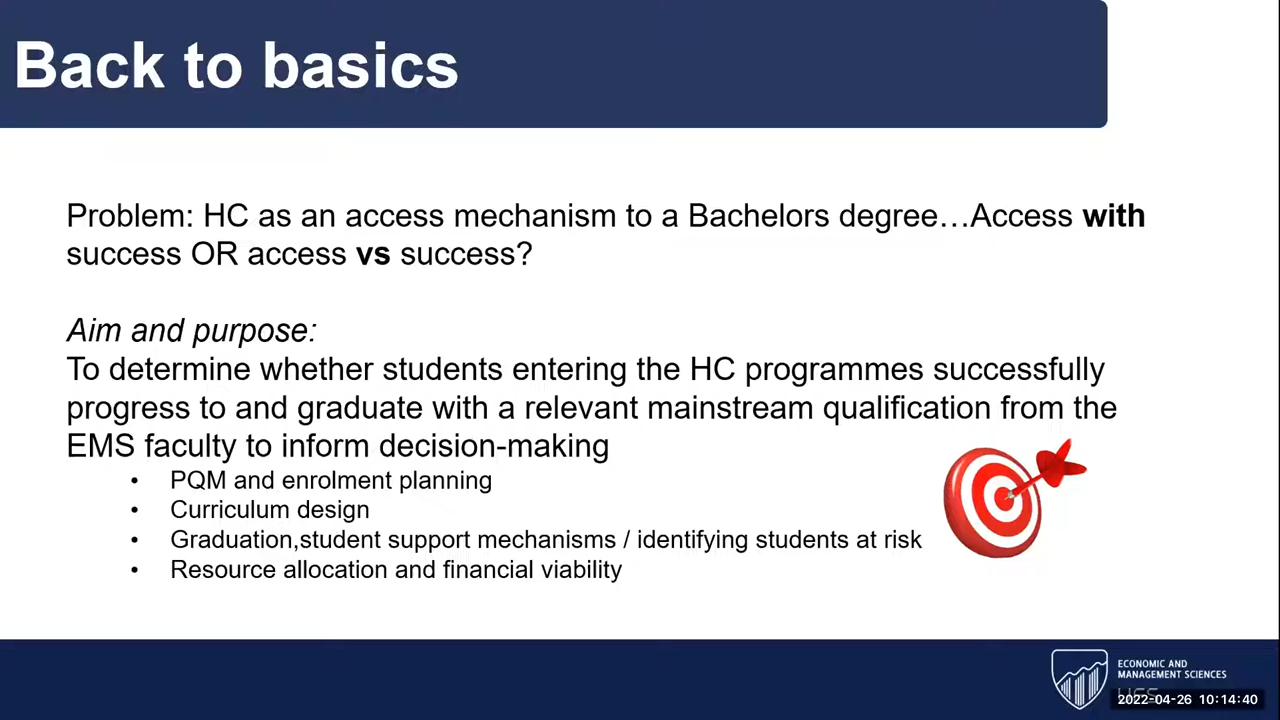 Back to basics
Problem: HC as an access mechanism to a Bachelors degree…Access with
success OR access vs success?
Aim and purpose:
To determine whether students entering the HC programmes successfully
progress to and graduate with a relevant mainstream qualification from the
EMS faculty to inform decision-making
• PQM and enrolment planning
• Curriculum design
• Graduation,student support mechanisms / identifying students at risk
• Resource allocation and financial viability
ECONOMIC AND
MANAGEMENT SCIENCES
UFS
2022-04-26 10:14:40